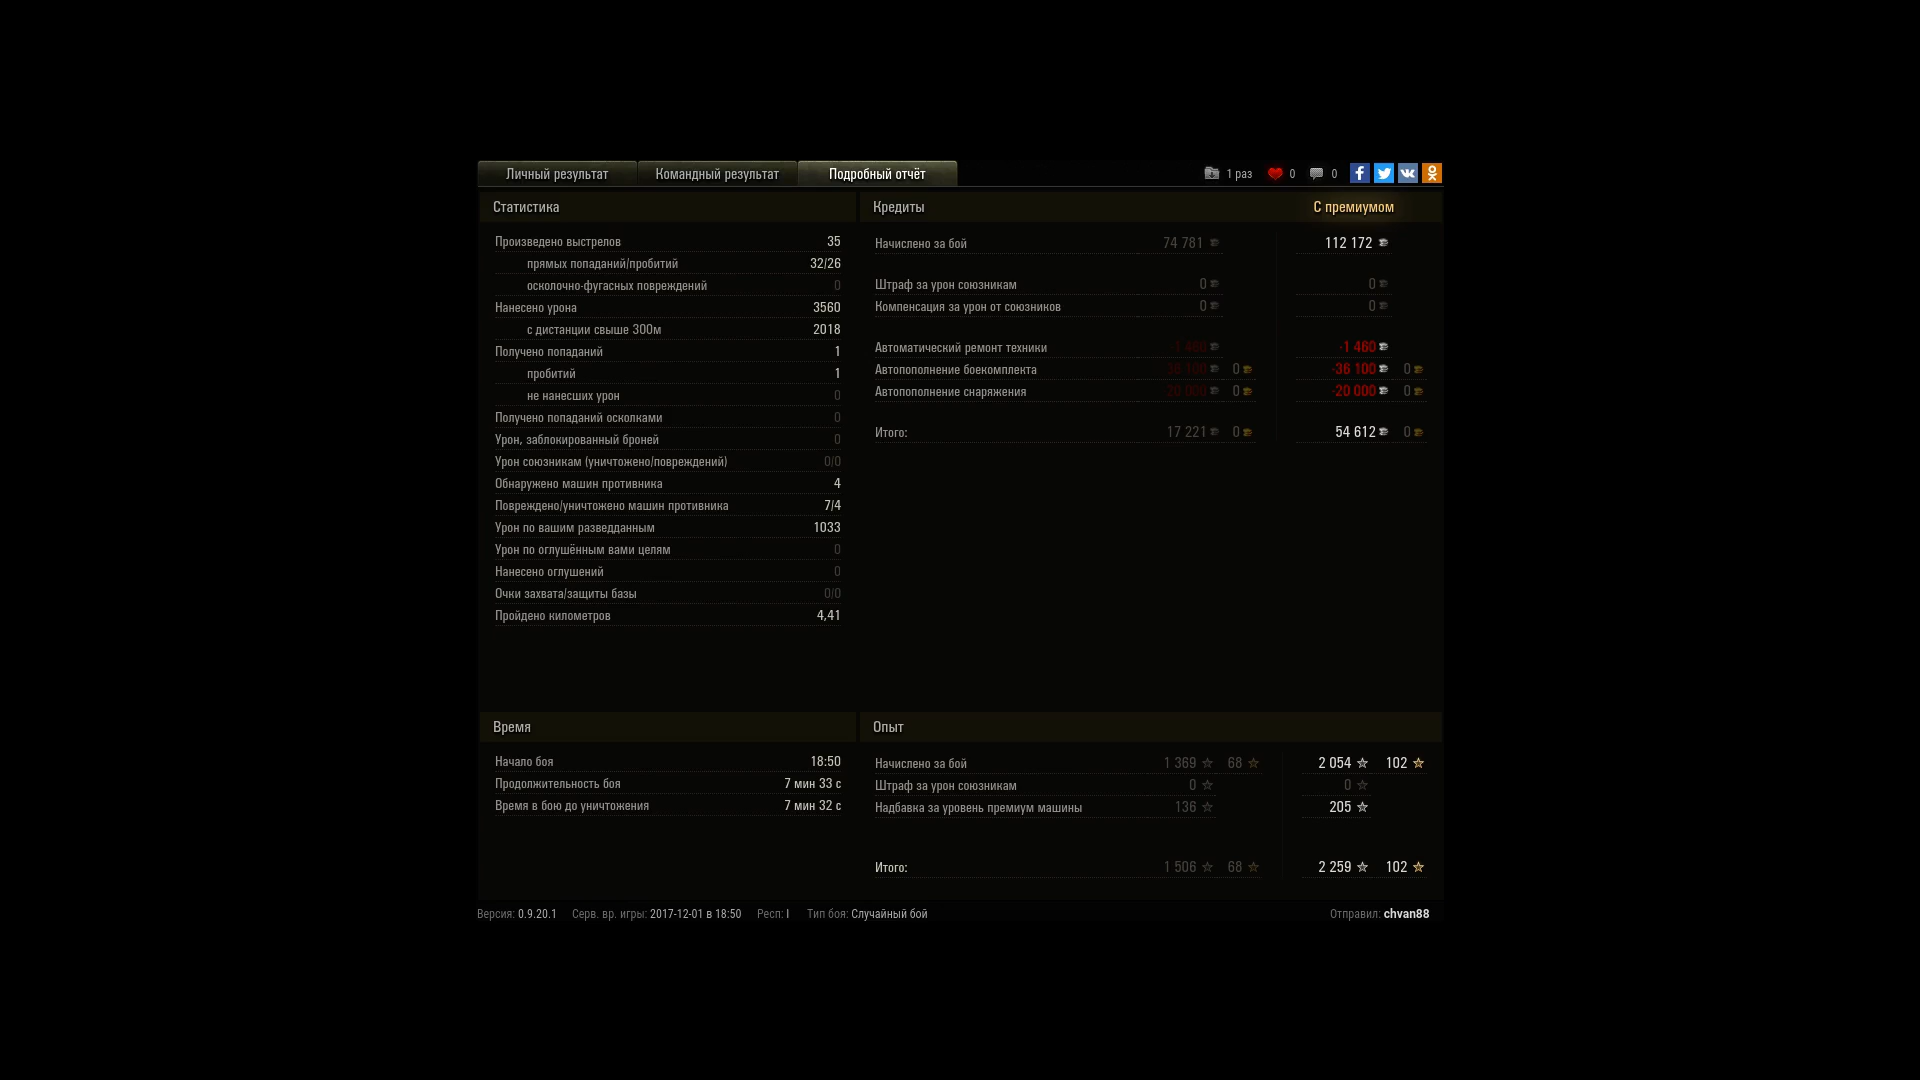 Личный результат Командный результат Подробный отчёт 1 раз 0 0
Статистика
Произведено выстрелов 35
прямых попаданий/пробитий 32/26
осколочно-фугасных повреждений 0
Нанесено урона 3560
с дистанции свыше 300м 2018
Получено попаданий 1
пробитий 1
не нанесших урон 0
Получено попаданий осколками 0
Урон, заблокированный броней 0
Урон союзникам (уничтожено/повреждений) 0/0
Обнаружено машин противника 4
Повреждено/уничтожено машин противника 7/4
Урон по вашим разведданным 1033
Урон по оглушённым вами целям 0
Нанесено оглушений 0
Очки захвата/защиты базы 0/0
Пройдено километров 4,41
Кредиты С премиумом
Начислено за бой 74 781 112 172
Штраф за урон союзникам 0 0
Компенсация за урон от союзников 0 0
Автоматический ремонт техники -1 460 -1 460
Автопополнение боекомплекта -36 100 0 -36 100 0
Автопополнение снаряжения -20 000 0 -20 000 0
Итого: 17 221 0 54 612 0
Время
Начало боя 18:50
Продолжительность боя 7 мин 33 с
Время в бою до уничтожения 7 мин 32 с
Опыт
Начислено за бой 1 369 68 2 054 102
Штраф за урон союзникам 0 0
Надбавка за уровень премиум машины 136 205
Итого: 1 506 68 2 259 102
Версия: 0.9.20.1 Серв. вр. игры: 2017-12-01 в 18:50 Респ: I Тип боя: Случайный бой Отправил: chvan88